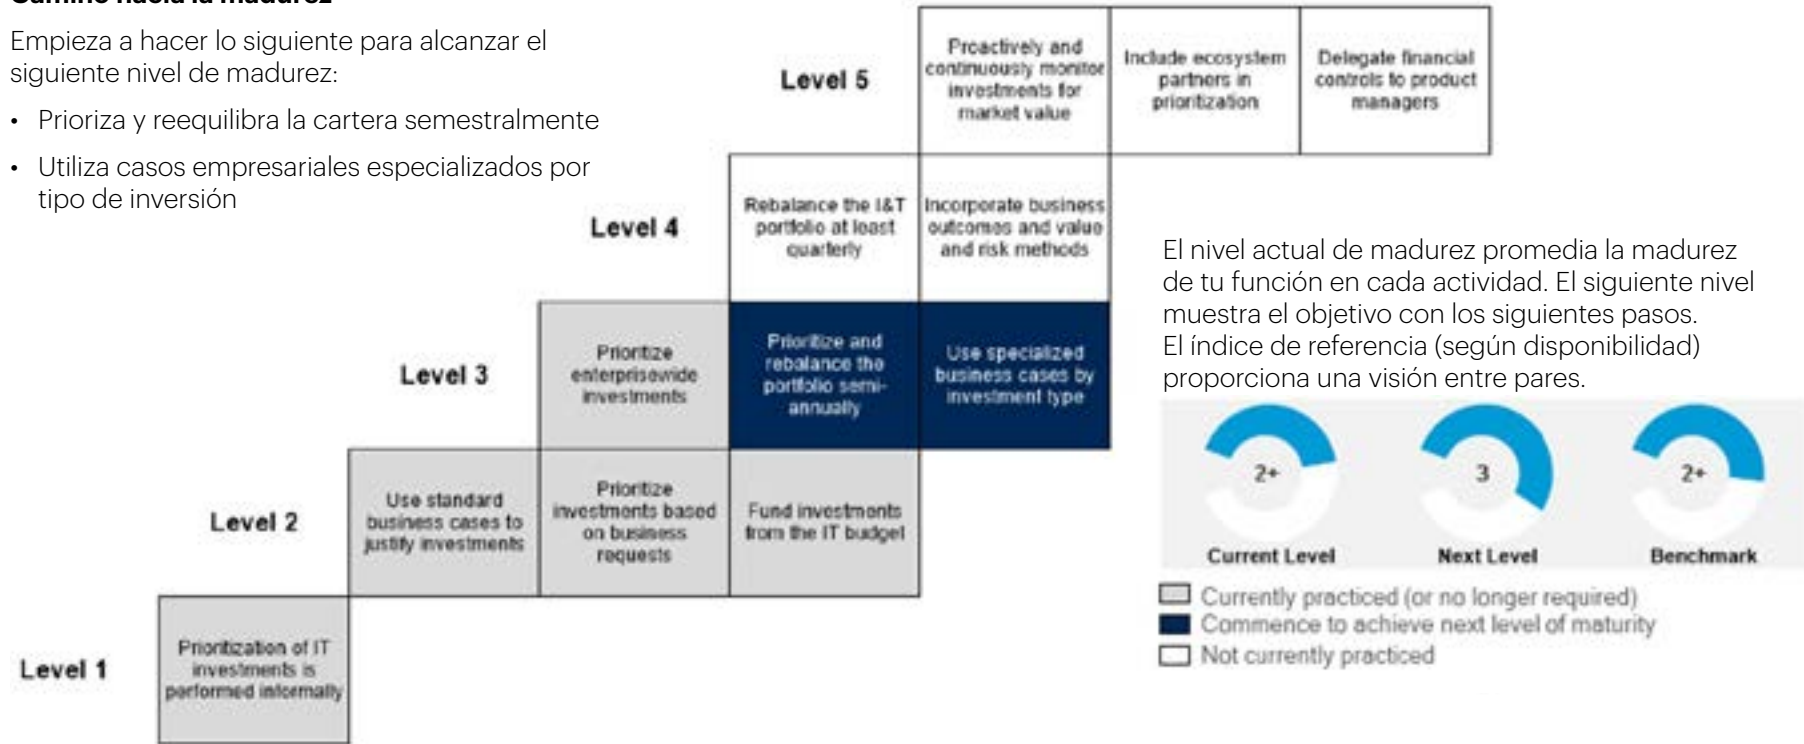 Camino hacia la madurez
Empieza a hacer lo siguiente para alcanzar el
siguiente nivel de madurez:
• Prioriza y reequilibra la cartera semestralmente
• Utiliza casos empresariales especializados por
tipo de inversión
Level 5
Proactively and
continuously monitor
investments for
market value
Include ecosystem
partners in
prioritization
Delegate financial
controls to product
managers
Level 4
Rebalance the I&T
portfolio at least
quarterly
Incorporate business
outcomes and value
and risk methods
Level 3
Prioritize
enterprisewide
investments
Prioritize and
rebalance the
portfolio semi-
annually
Use specialized
business cases by
investment type
Level 2
Use standard
business cases to
justify investments
Prioritize
investments based
on business
requests
Fund investments
from the IT budget
Level 1
Prioritization of IT
investments is
performed informally
El nivel actual de madurez promedia la madurez
de tu función en cada actividad. El siguiente nivel
muestra el objetivo con los siguientes pasos.
El índice de referencia (según disponibilidad)
proporciona una visión entre pares.
2+
Current Level
3
Next Level
2+
Benchmark
Currently practiced (or no longer required)
Commence to achieve next level of maturity
Not currently practiced